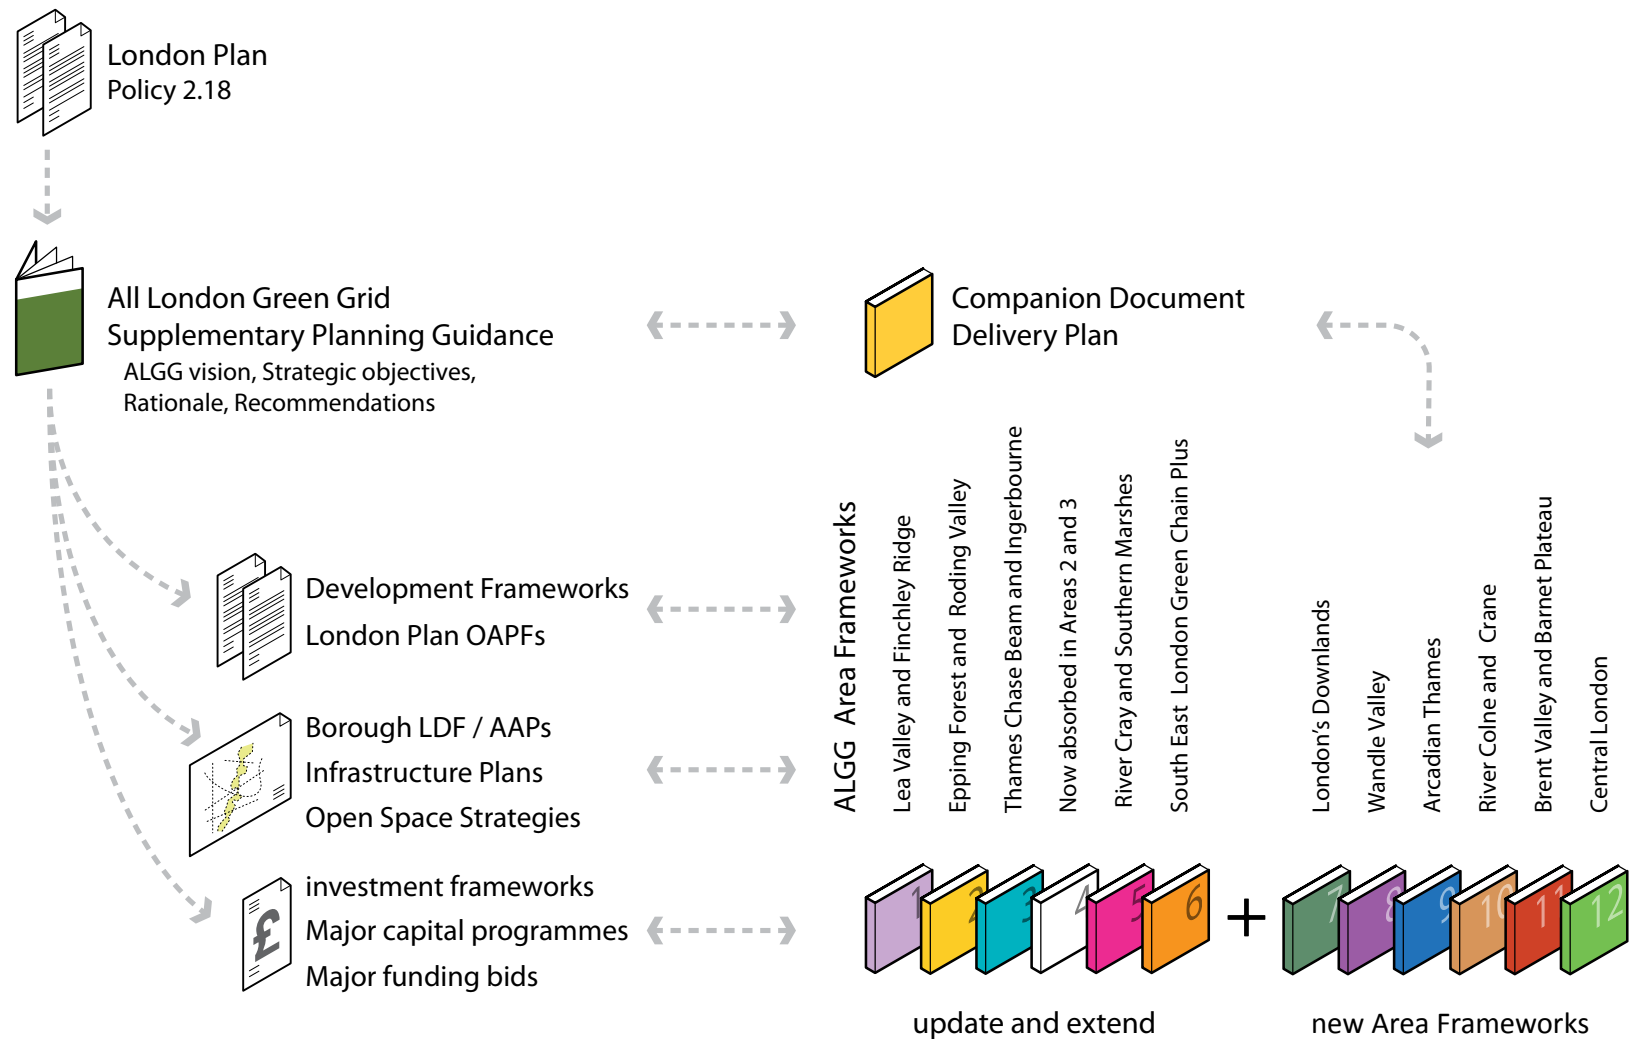 London Plan
Policy 2.18
All London Green Grid
Supplementary Planning Guidance
ALGG vision, Strategic objectives,
Rationale, Recommendations
Companion Document
Delivery Plan
Development Frameworks
London Plan OAPFs
Borough LDF / AAPs
Infrastructure Plans
Open Space Strategies
£
investment frameworks
Major capital programmes
Major funding bids
ALGG Area Frameworks
Lea Valley and Finchley Ridge
Epping Forest and Roding Valley
Thames Chase Beam and Ingerbourne
Now absorbed in Areas 2 and 3
River Cray and Southern Marshes
South East London Green Chain Plus
London's Downlands
Wandle Valley
Arcadian Thames
River Colne and Crane
Brent Valley and Barnet Plateau
Central London
1
2
3
4
5
6
+
7
8
9
10
11
12
update and extend
new Area Frameworks